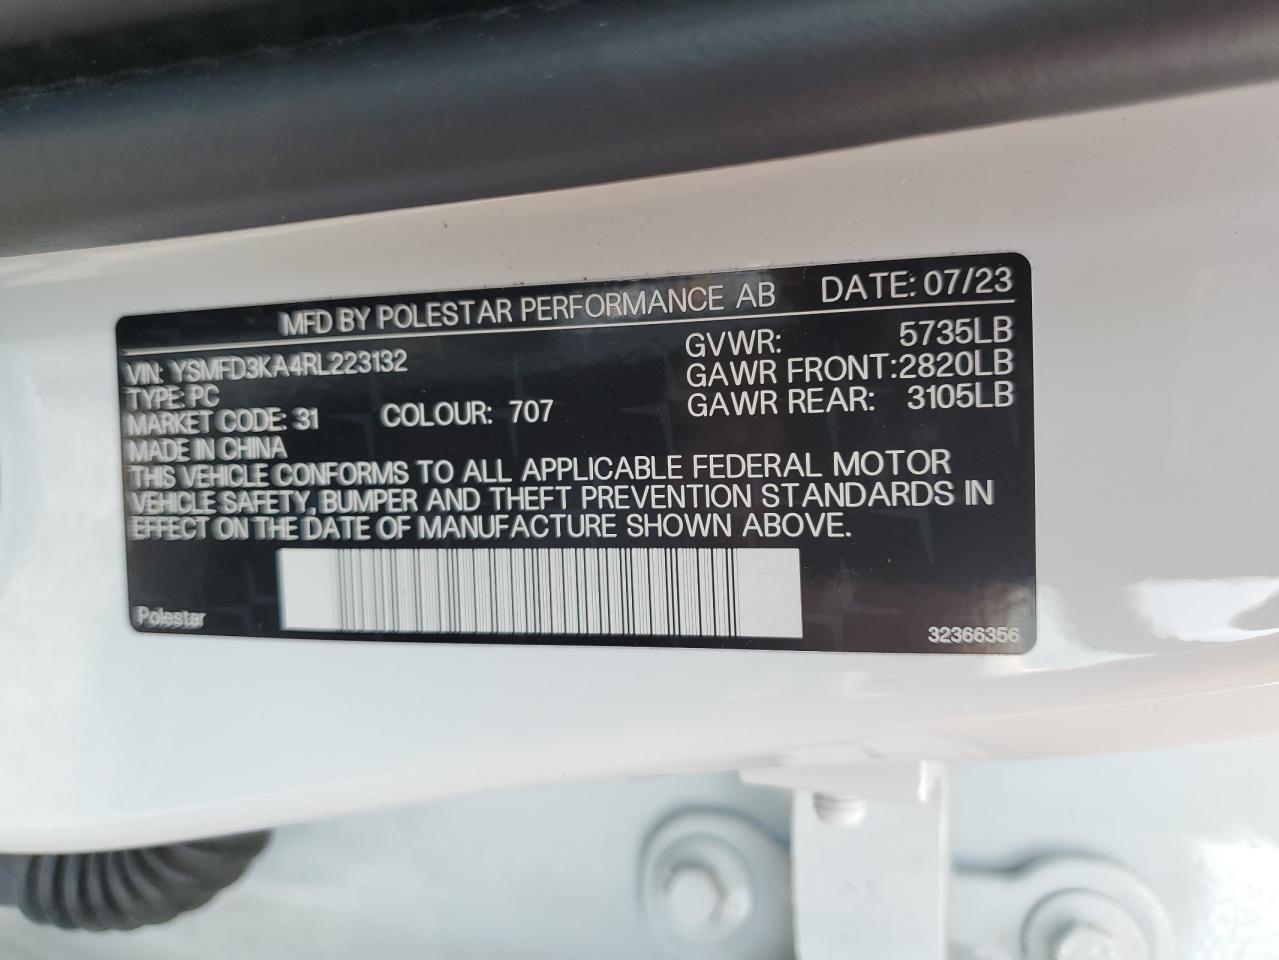 MFD BY POLESTAR PERFORMANCE AB DATE: 07/23
VIN: YSMFD3KA4RL223132 GVWR: 5735LB
TYPE: PC GAWR FRONT: 2820LB
MARKET CODE: 31 COLOUR: 707 GAWR REAR: 3105LB
MADE IN CHINA
THIS VEHICLE CONFORMS TO ALL APPLICABLE FEDERAL MOTOR
VEHICLE SAFETY, BUMPER AND THEFT PREVENTION STANDARDS IN
EFFECT ON THE DATE OF MANUFACTURE SHOWN ABOVE.
Polestar 32366356